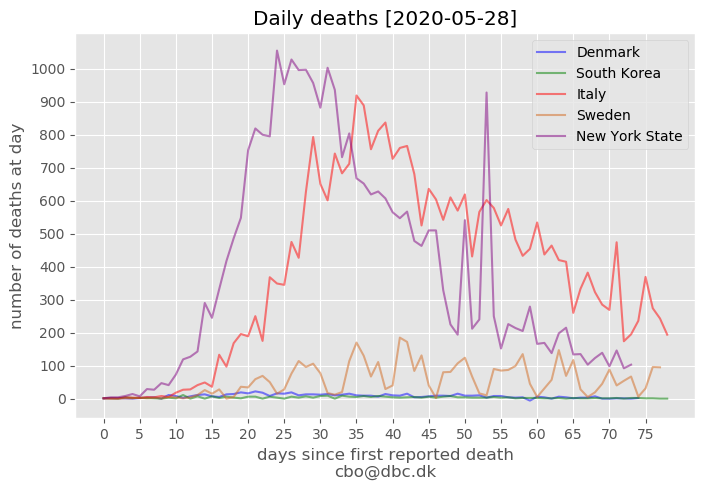 Daily deaths [2020-05-28]
Denmark
South Korea
Italy
Sweden
New York State
number of deaths at day
1000
900
800
700
600
500
400
300
200
100
0
0 5 10 15 20 25 30 35 40 45 50 55 60 65 70 75
days since first reported death
cbo@dbc.dk